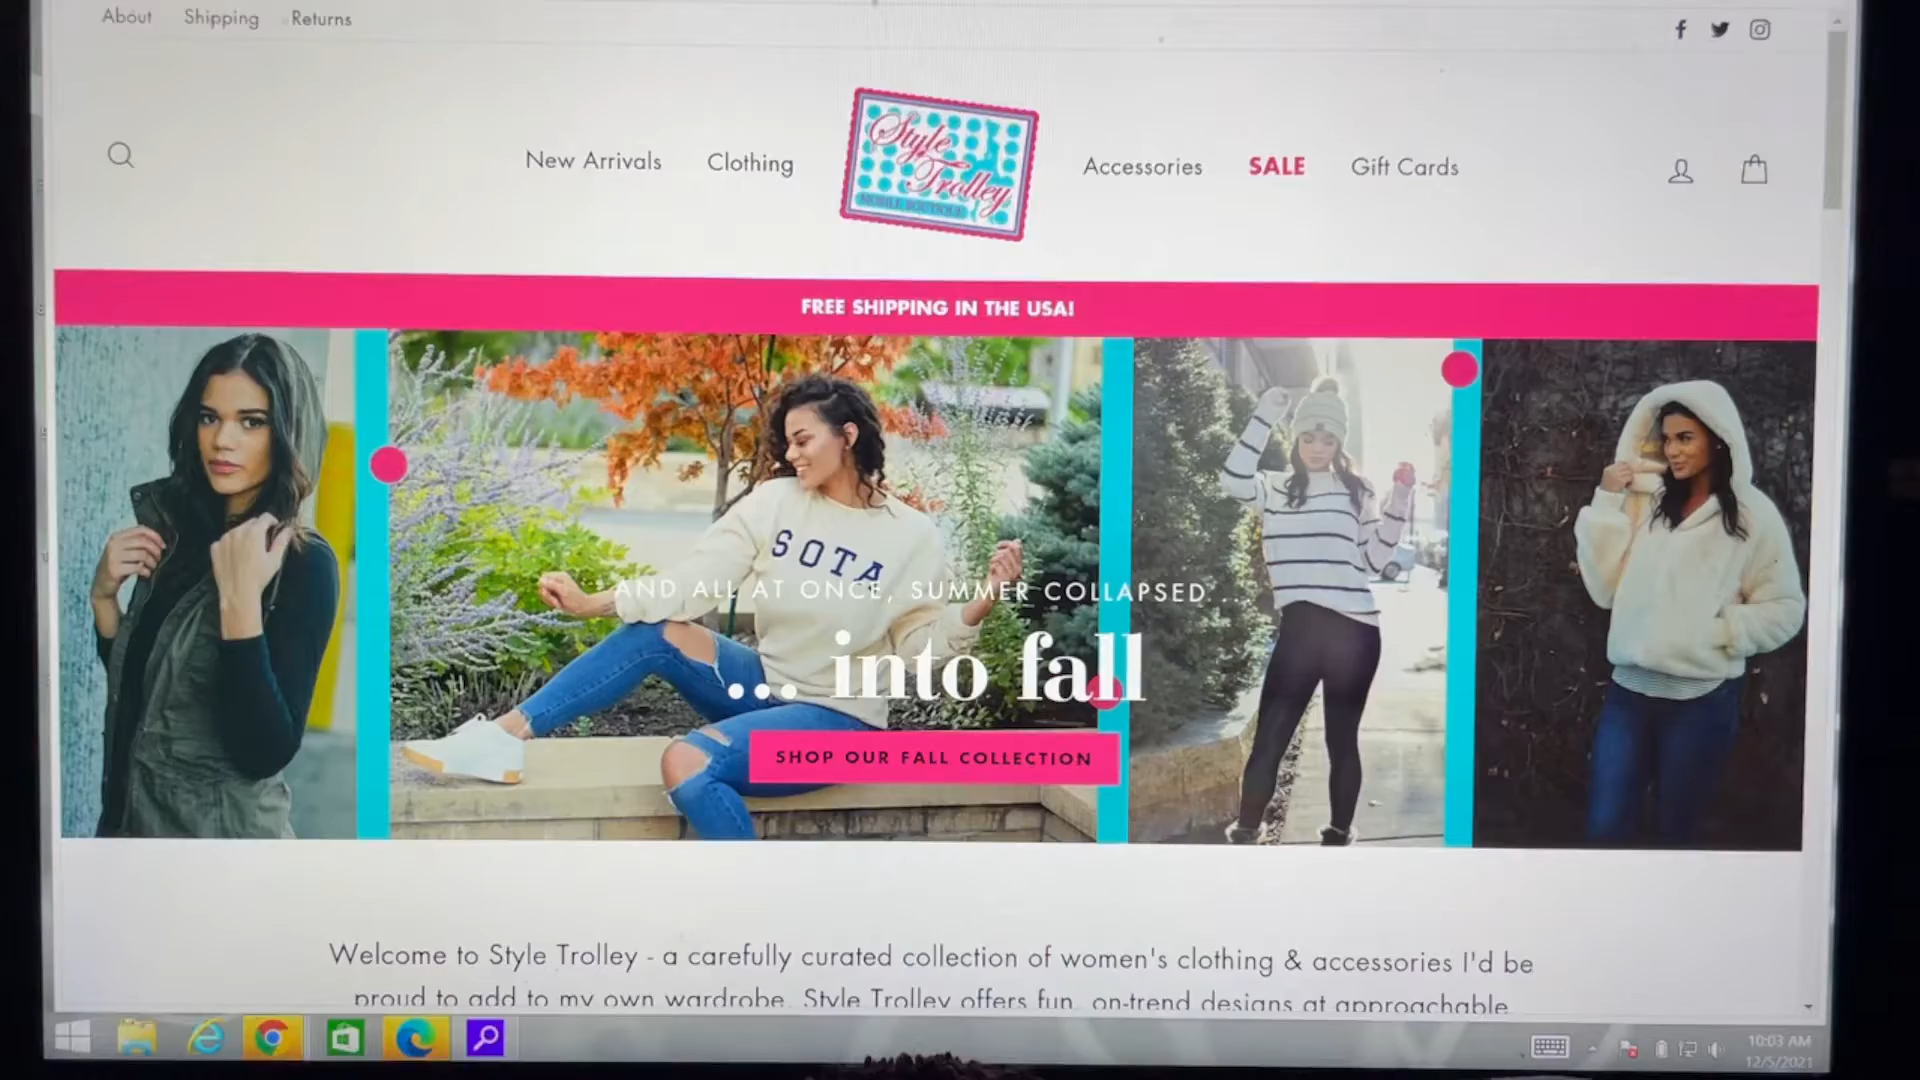 About Shipping Returns
New Arrivals Clothing
Style
Trolley
MOBILE BOUTIQUE
Accessories SALE Gift Cards
FREE SHIPPING IN THE USA!
SOTA
AND ALL AT ONCE, SUMMER COLLAPSED ...
... into fall
SHOP OUR FALL COLLECTION
Welcome to Style Trolley - a carefully curated collection of women's clothing & accessories I'd be
proud to add to my own wardrobe. Style Trolley offers fun, on-trend designs at approachable
10:03 AM
12/5/2021